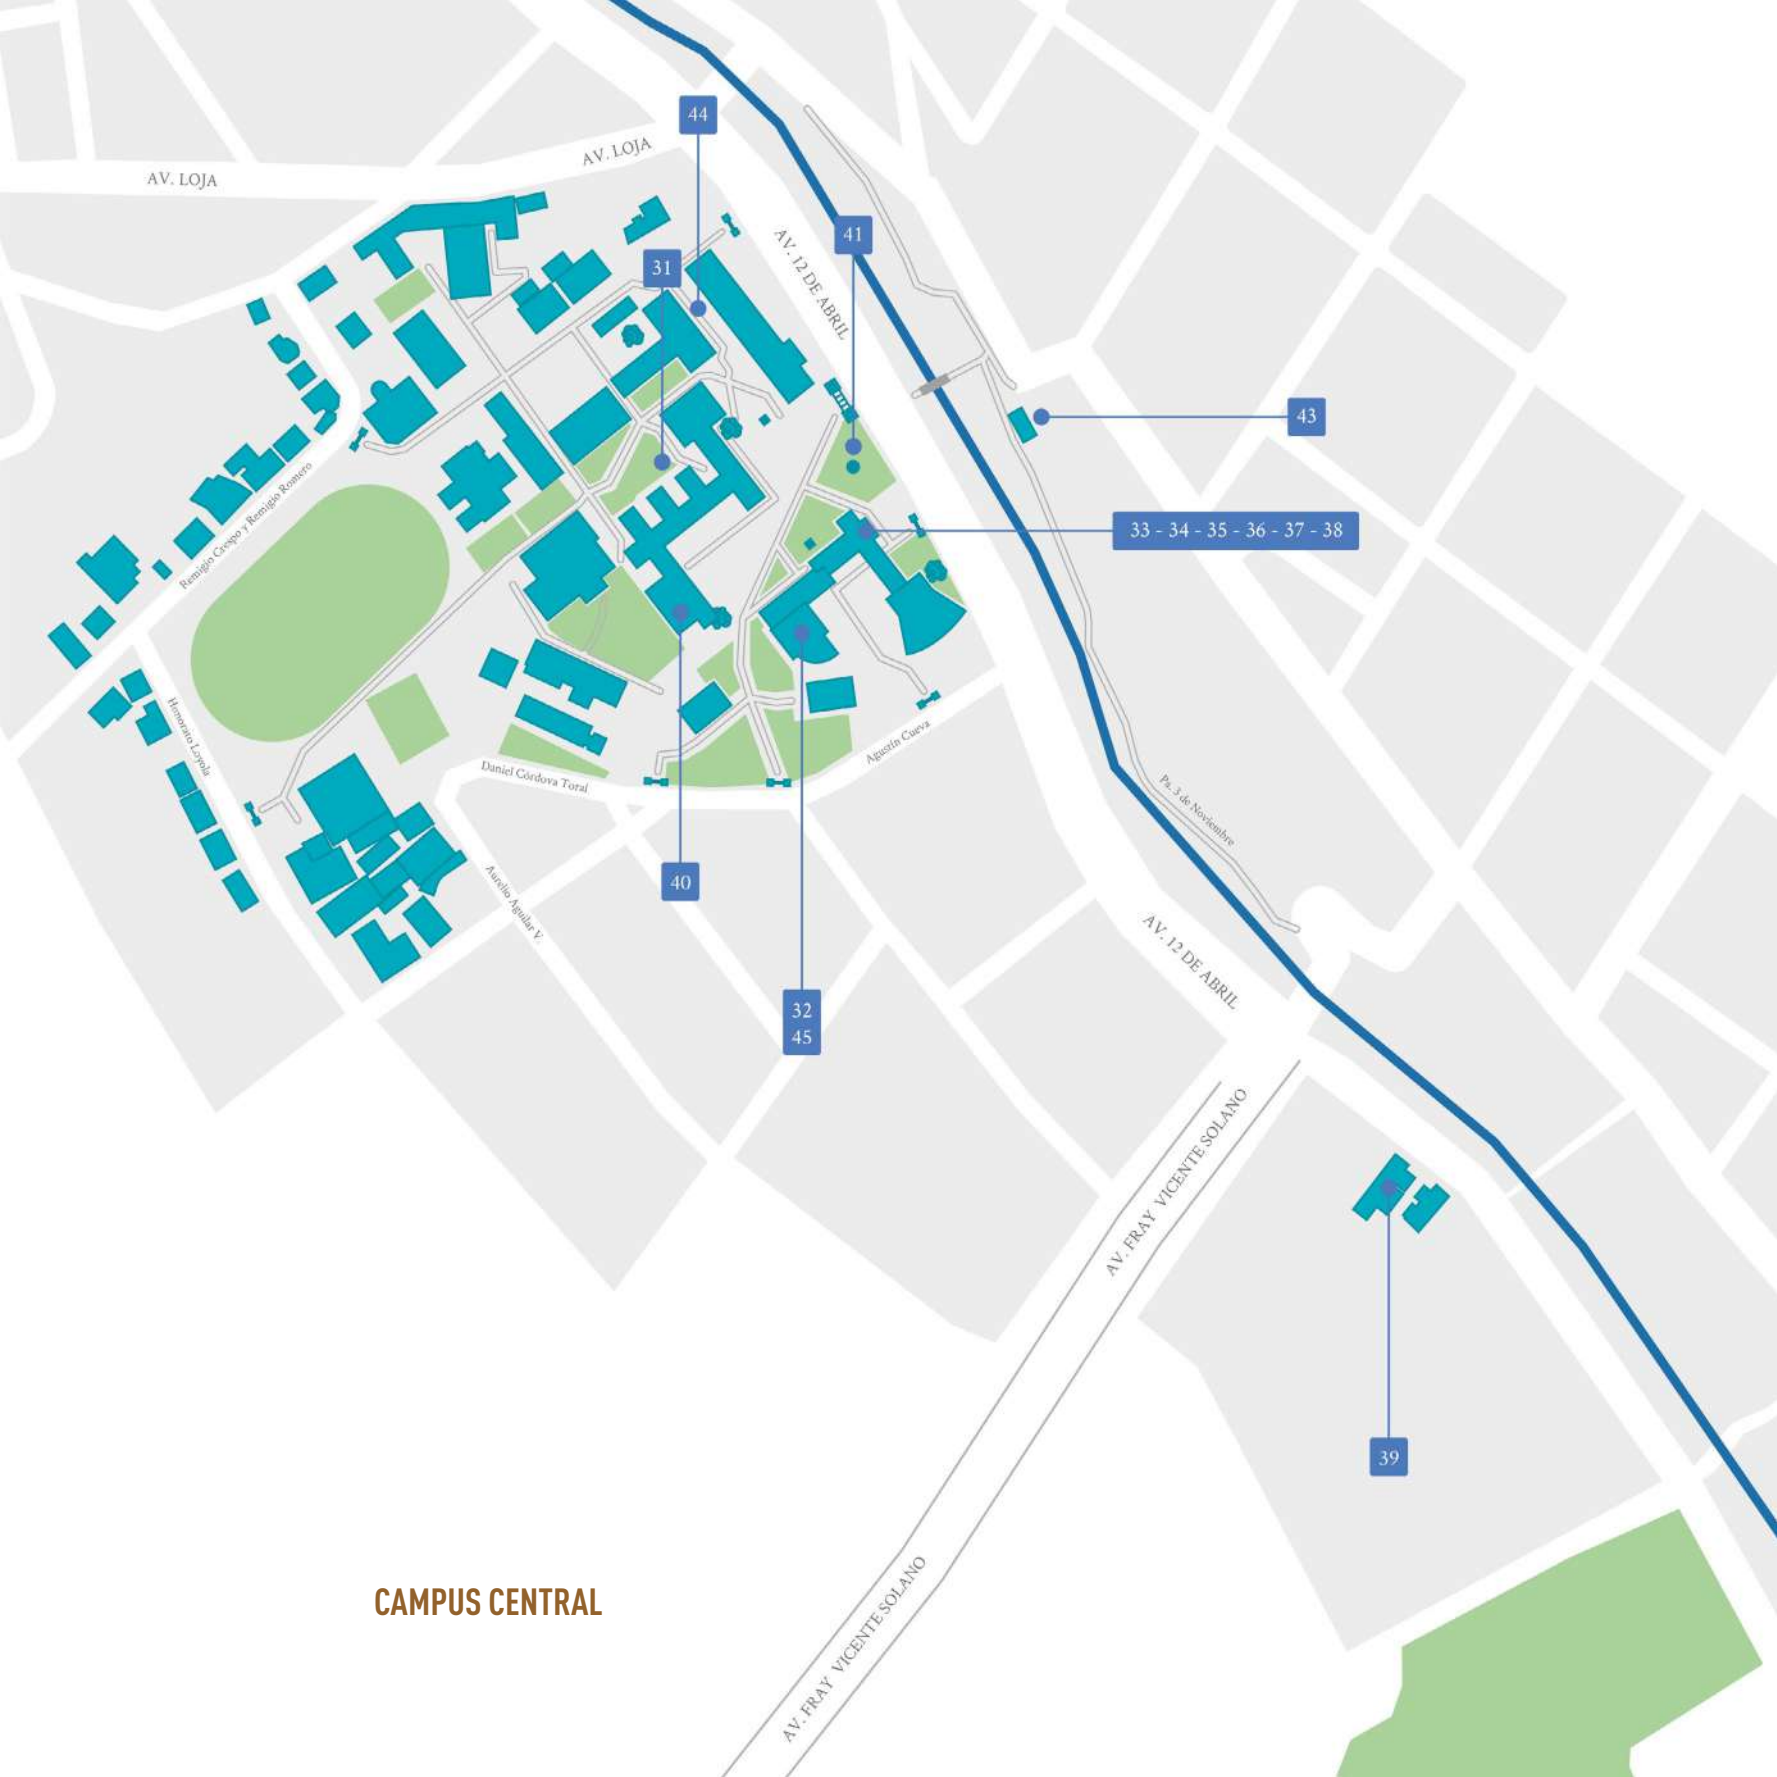 44
AV. LOJA
AV. LOJA
41
AV. 12 DE ABRIL
31
43
33 - 34 - 35 - 36 - 37 - 38
Remigio Crespo y Remigio Romero
Honorato Loyola
Agustín Cueva
Daniel Córdova Toral
Pa. 3 de Noviembre
40
Aurelio Aguilar V.
AV. 12 DE ABRIL
32
45
AV. FRAY VICENTE SOLANO
39
CAMPUS CENTRAL
AV. FRAY VICENTE SOLANO